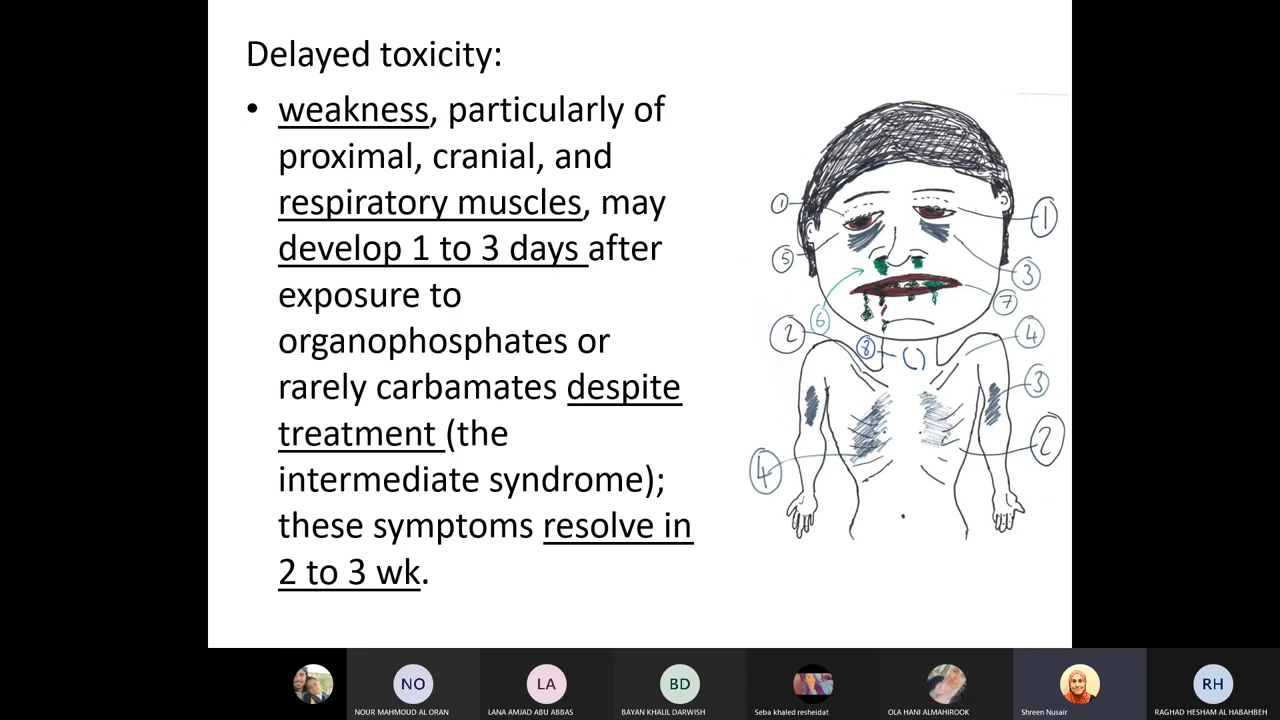 Delayed toxicity:
• weakness, particularly of
proximal, cranial, and
respiratory muscles, may
develop 1 to 3 days after
exposure to
organophosphates or
rarely carbamates despite
treatment (the
intermediate syndrome);
these symptoms resolve in
2 to 3 wk.
1
1
5
3
6
7
2
8
4
3
2
4
NO
LA
BD
RH
NOUR MAHMOUD AL ORAN
LANA AMJAD ABU ABBAS
BAYAN KHALIL DARWISH
Seba khaled resheidat
OLA HANI ALMAHIROOK
Shreen Nusair
RAGHAD HESHAM AL HABAHBEH